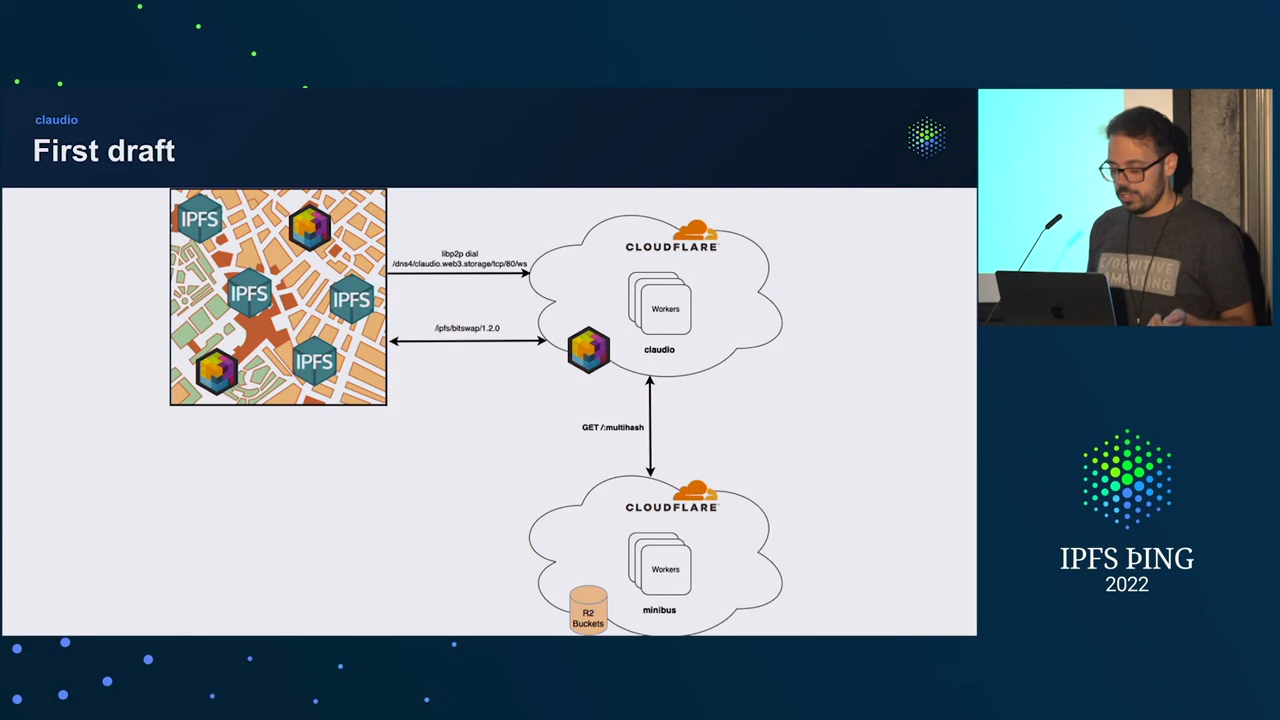 claudio
First draft
IPFS
IPFS
IPFS
IPFS
libp2p dial
/dns4/claudio.web3.storage/tcp/80/ws
/ipfs/bitswap/1.2.0
CLOUDFLARE
Workers
claudio
GET /:multihash
CLOUDFLARE
Workers
minibus
R2
Buckets
COMPUTING
IPFS ÞING
2022